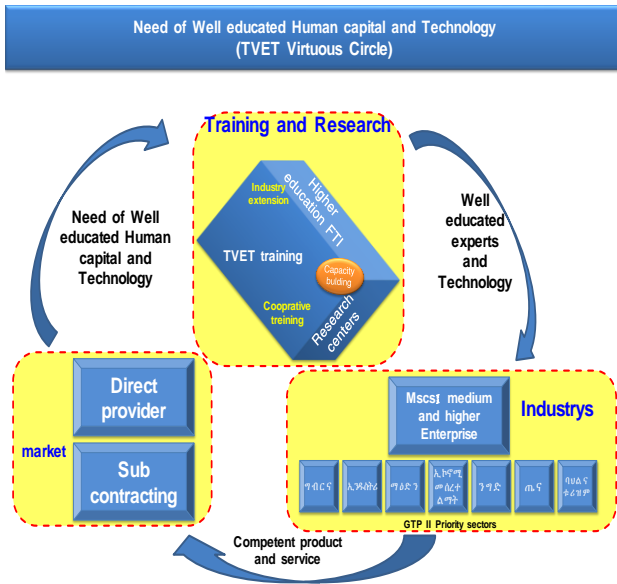 Need of Well educated Human capital and Technology
(TVET Virtuous Circle)
Training and Research
Industry
extension
Higher
education FTI
TVET training
Capacity
bulding
Cooprative
training
Research
centers
Need of Well
educated Human
capital and
Technology
Well
educated
experts
and
Technology
market
Direct
provider
Sub
contracting
Mscsፗ medium
and higher
Enterprise
Industrys
ግብርና
ኢንዱስትሪ
ማዕድን
ኢኮኖሚ
መሰረተ
ልማት
ንግድ
ጤና
ባህልና
ቱሪዝም
GTP II Priority sectors
Competent product
and service